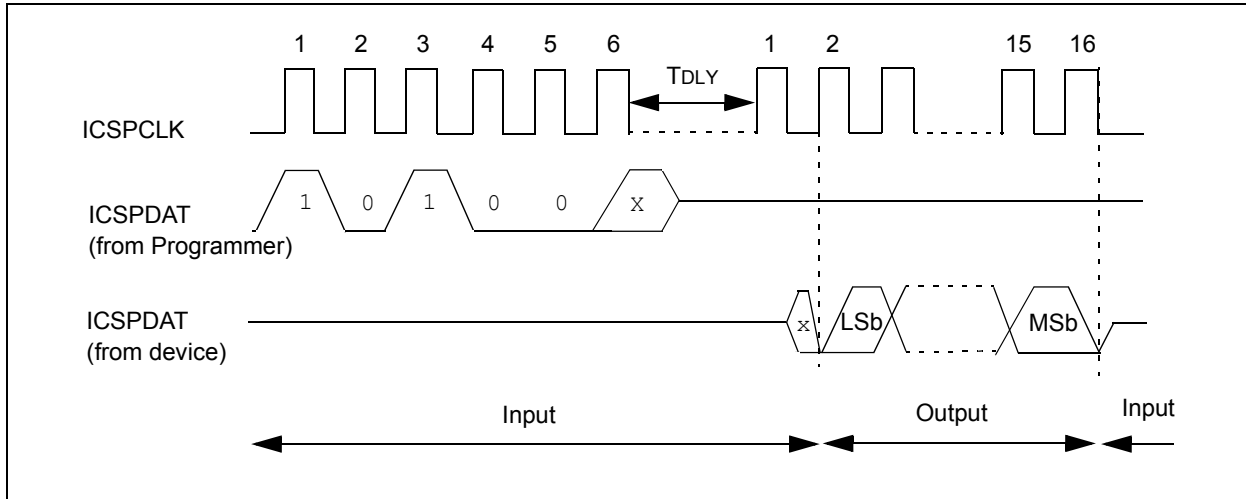 1 2 3 4 5 6 1 2 15 16
TDLY
ICSPCLK
1 0 1 0 0 x
ICSPDAT
(from Programmer)
ICSPDAT
(from device)
x LSb MSb
Input Output Input